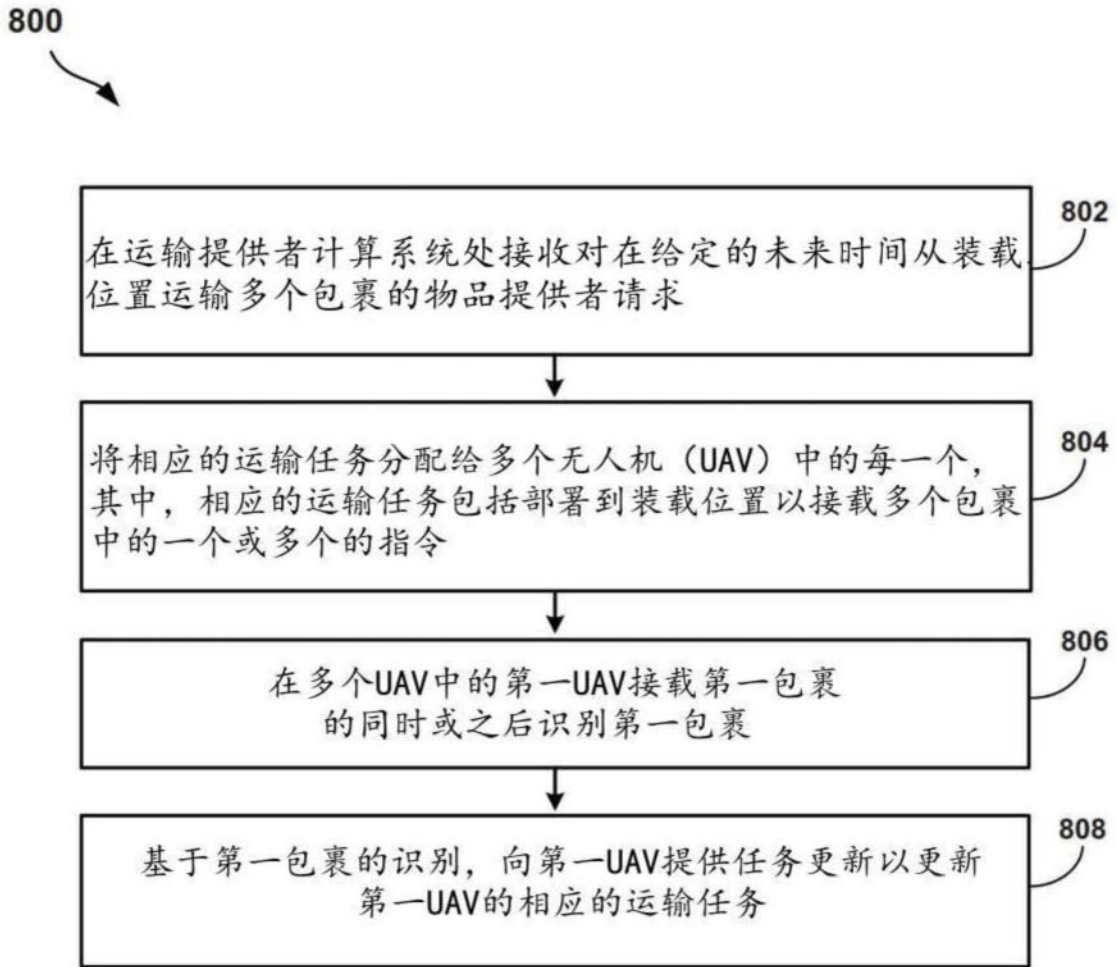 800
802
在运输提供者计算系统处接收对在给定的未来时间从装载
位置运输多个包裹的物品提供者请求
804
将相应的运输任务分配给多个无人机（UAV）中的每一个，
其中，相应的运输任务包括部署到装载位置以接载多个包裹
中的一个或多个的指令
806
在多个UAV中的第一UAV接载第一包裹
的同时或之后识别第一包裹
808
基于第一包裹的识别，向第一UAV提供任务更新以更新
第一UAV的相应的运输任务